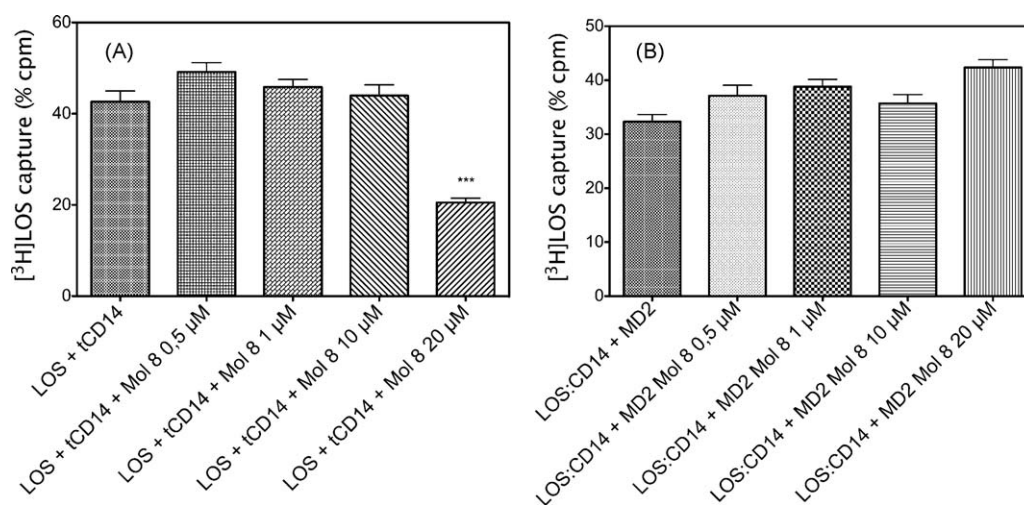 (A)
[³H]LOS capture (% cpm)
60
40
20
0
***
LOS + tCD14
LOS + tCD14 + Mol 8 0,5 µM
LOS + tCD14 + Mol 8 1 µM
LOS + tCD14 + Mol 8 10 µM
LOS + tCD14 + Mol 8 20 µM
(B)
[³H]LOS capture (% cpm)
50
40
30
20
10
0
LOS:CD14 + MD2
LOS:CD14 + MD2 Mol 8 0,5 µM
LOS:CD14 + MD2 Mol 8 1 µM
LOS:CD14 + MD2 Mol 8 10 µM
LOS:CD14 + MD2 Mol 8 20 µM